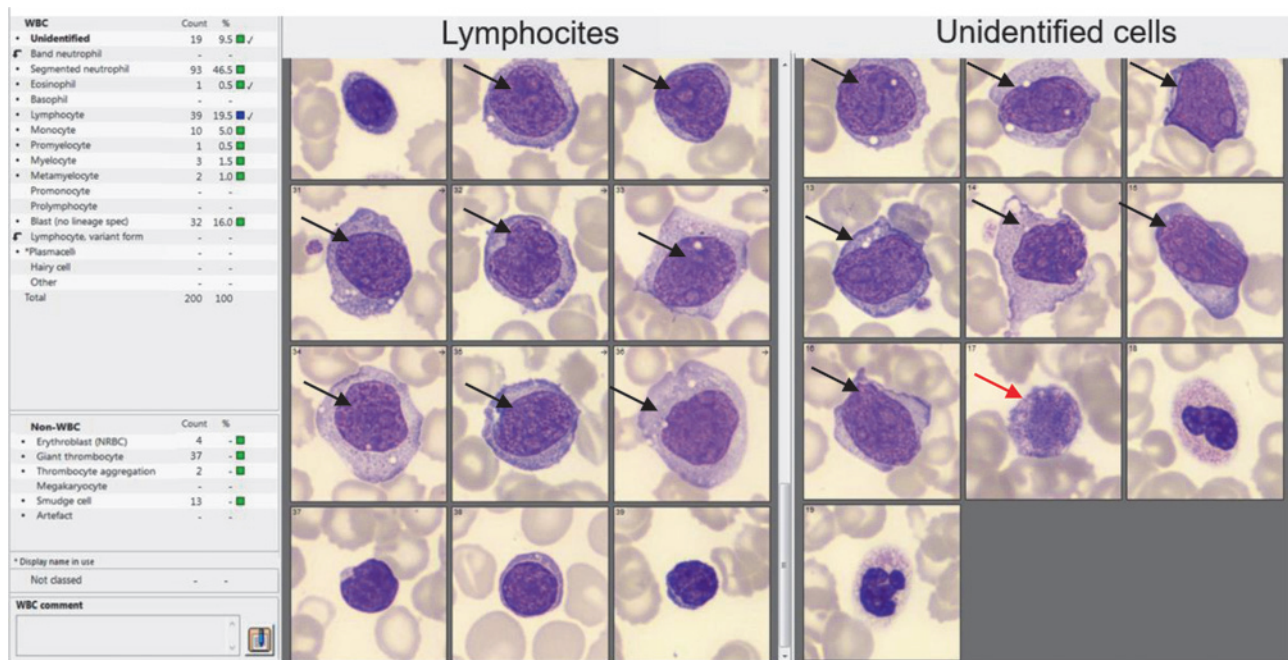 WBC Count %
Unidentified 19 9.5
Band neutrophil - -
Segmented neutrophil 93 46.5
Eosinophil 1 0.5
Basophil - -
Lymphocyte 39 19.5
Monocyte 10 5.0
Promyelocyte 1 0.5
Myelocyte 3 1.5
Metamyelocyte 2 1.0
Promonocyte - -
Prolymphocyte - -
Blast (no lineage spec) 32 16.0
Lymphocyte, variant form - -
*Plasmacelli - -
Hairy cell - -
Other - -
Total 200 100
Non-WBC Count %
Erythroblast (NRBC) 4 -
Giant thrombocyte 37 -
Thrombocyte aggregation 2 -
Megakaryocyte - -
Smudge cell 13 -
Artefact - -
* Display name in use
Not classed - -
WBC comment
Lymphocites
31 32 33
34 35 36
37 38 39
Unidentified cells
13 14 15
16 17 18
19